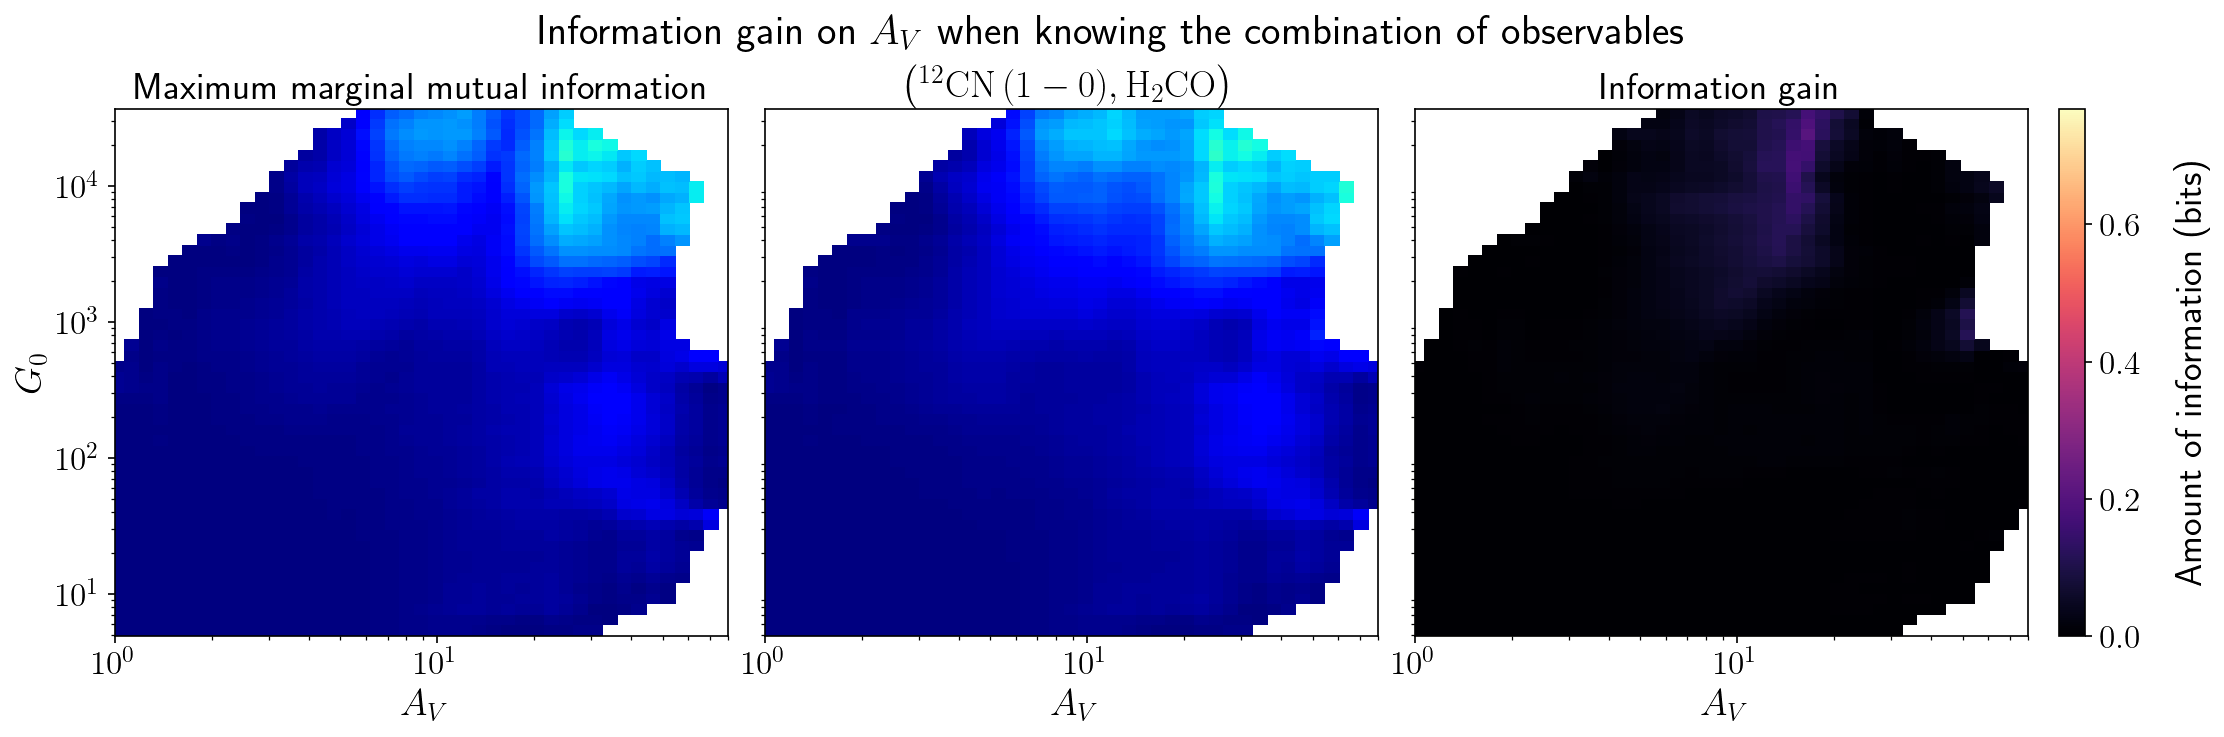 Information gain on A_V when knowing the combination of observables
Maximum marginal mutual information
(¹²CN (1 − 0), H₂CO)
Information gain
10⁴
10³
10²
10¹
G₀
10⁰ 10¹
A_V
10⁰ 10¹
A_V
10⁰ 10¹
A_V
0.6
0.4
0.2
0.0
Amount of information (bits)